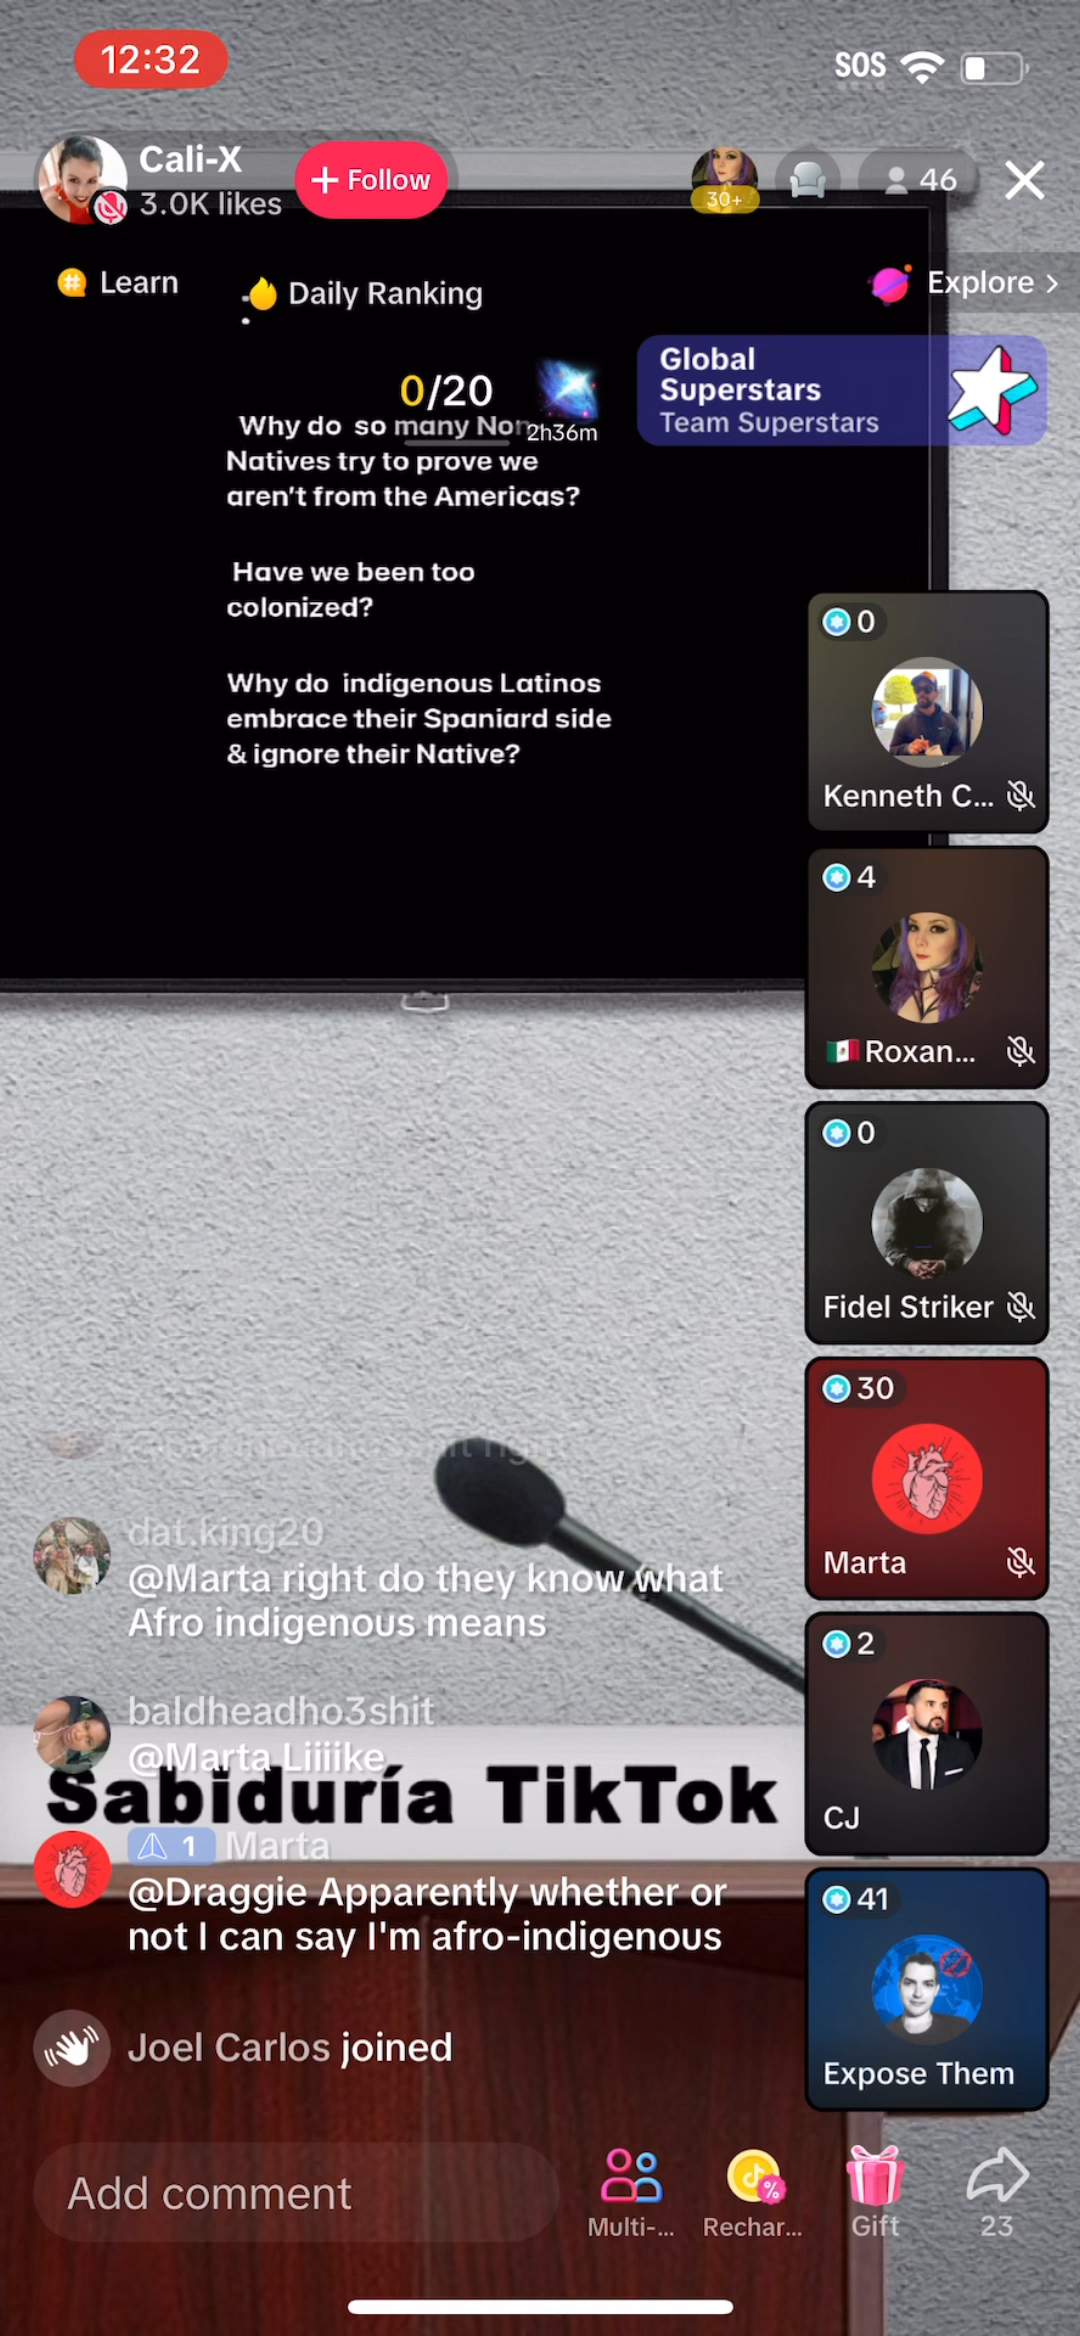 12:32
SOS
Cali-X
3.0K likes
+ Follow
30+
46
Learn
Daily Ranking
Explore >
0/20
2h36m
Global
Superstars
Team Superstars
Why do so many Non
Natives try to prove we
aren't from the Americas?
Have we been too
colonized?
Why do indigenous Latinos
embrace their Spaniard side
& ignore their Native?
0
Kenneth C...
4
Roxan...
0
Fidel Striker
30
Marta
2
CJ
41
Expose Them
right
dat.king20
@Marta right do they know what
Afro indigenous means
baldheadho3shit
@Marta Liiiike
Sabiduría TikTok
1 Marta
@Draggie Apparently whether or
not I can say I'm afro-indigenous
Joel Carlos joined
Add comment
Multi-...
Rechar...
Gift
23